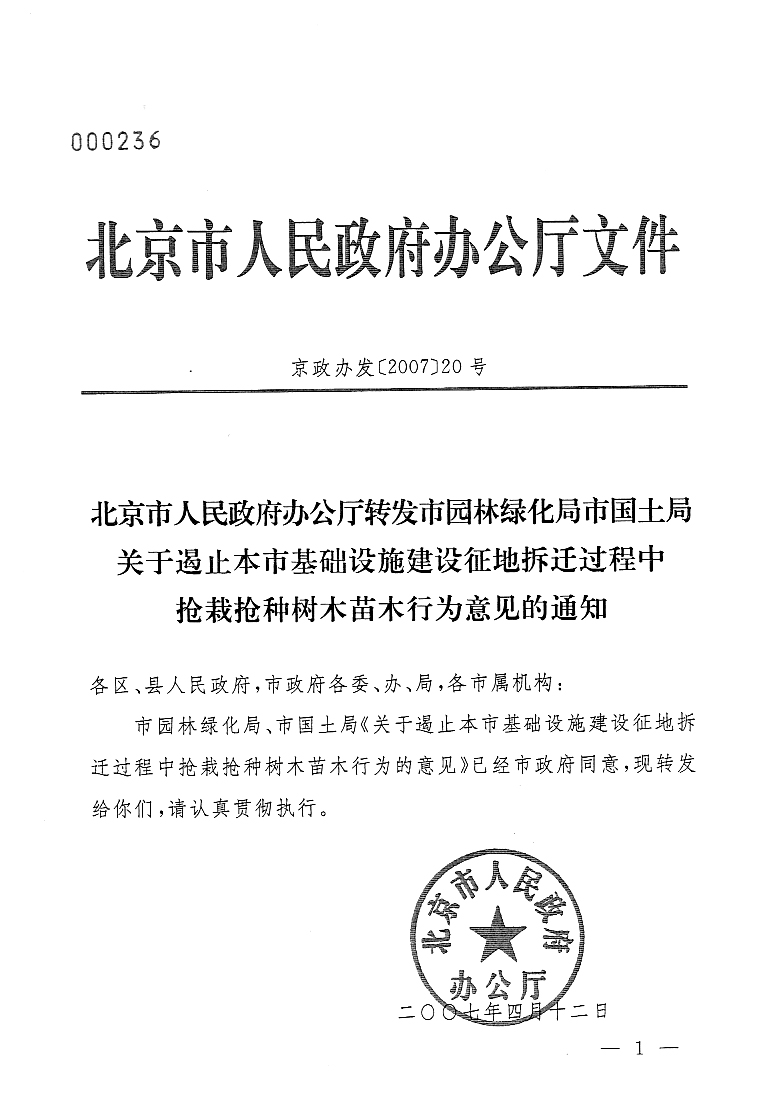 000236
北京市人民政府办公厅文件
京政办发〔2007〕20 号
北京市人民政府办公厅转发市园林绿化局市国土局
关于遏止本市基础设施建设征地拆迁过程中
抢栽抢种树木苗木行为意见的通知
各区、县人民政府,市政府各委、办、局,各市属机构:
市园林绿化局、市国土局《关于遏止本市基础设施建设征地拆
迁过程中抢栽抢种树木苗木行为的意见》已经市政府同意,现转发
给你们,请认真贯彻执行。
北京市人民政府
办公厅
二〇〇七年四月十二日
— 1 —